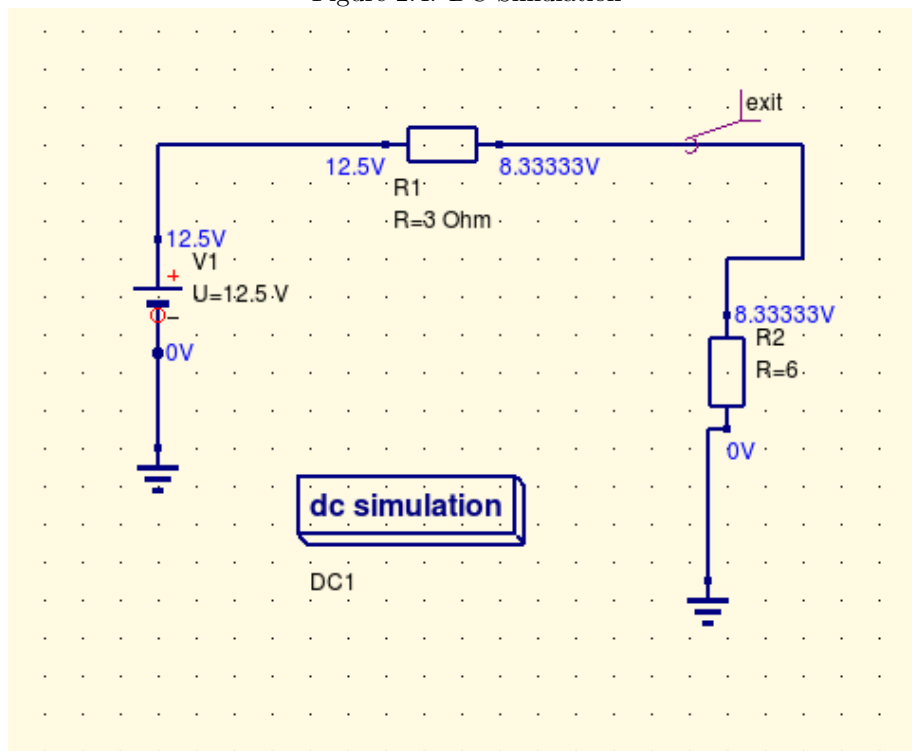 exit
12.5V
8.33333V
R1
R=3 Ohm
12.5V
V1
+
U=12.5 V
−
0V
8.33333V
R2
R=6
0V
dc simulation
DC1